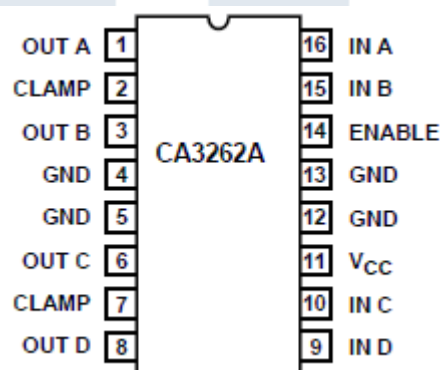 OUT A 1 16 IN A
CLAMP 2 15 IN B
OUT B 3 14 ENABLE
CA3262A
GND 4 13 GND
GND 5 12 GND
OUT C 6 11 VCC
CLAMP 7 10 IN C
OUT D 8 9 IN D